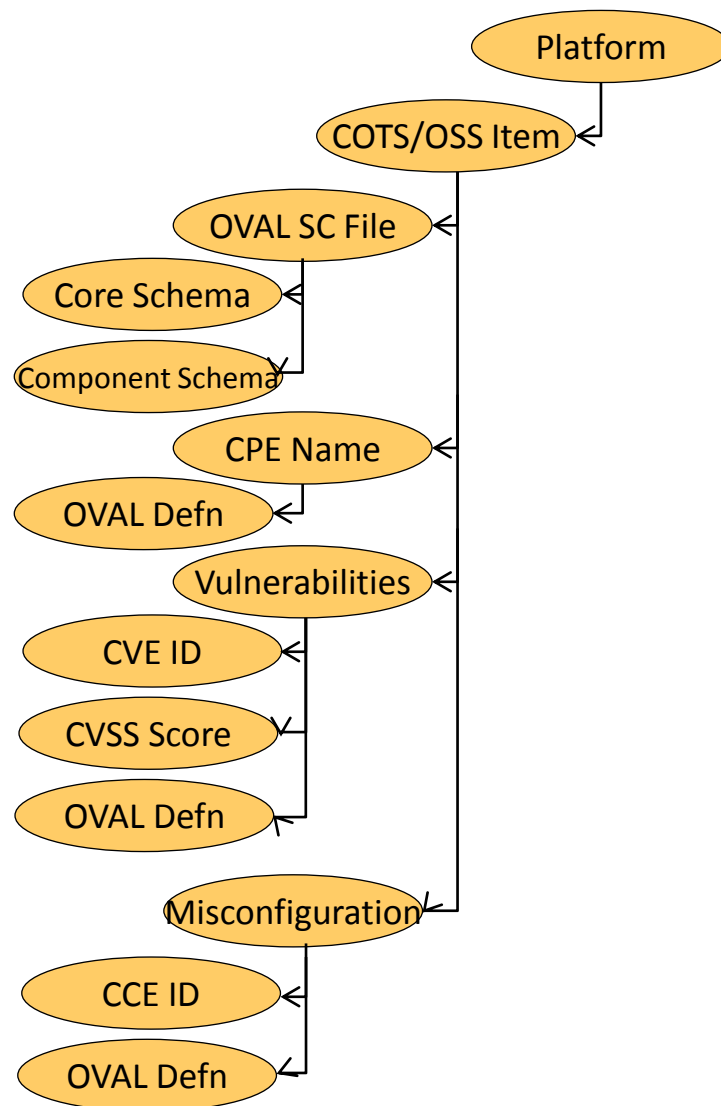 Platform
COTS/OSS Item
OVAL SC File
Core Schema
Component Schema
CPE Name
OVAL Defn
Vulnerabilities
CVE ID
CVSS Score
OVAL Defn
Misconfiguration
CCE ID
OVAL Defn